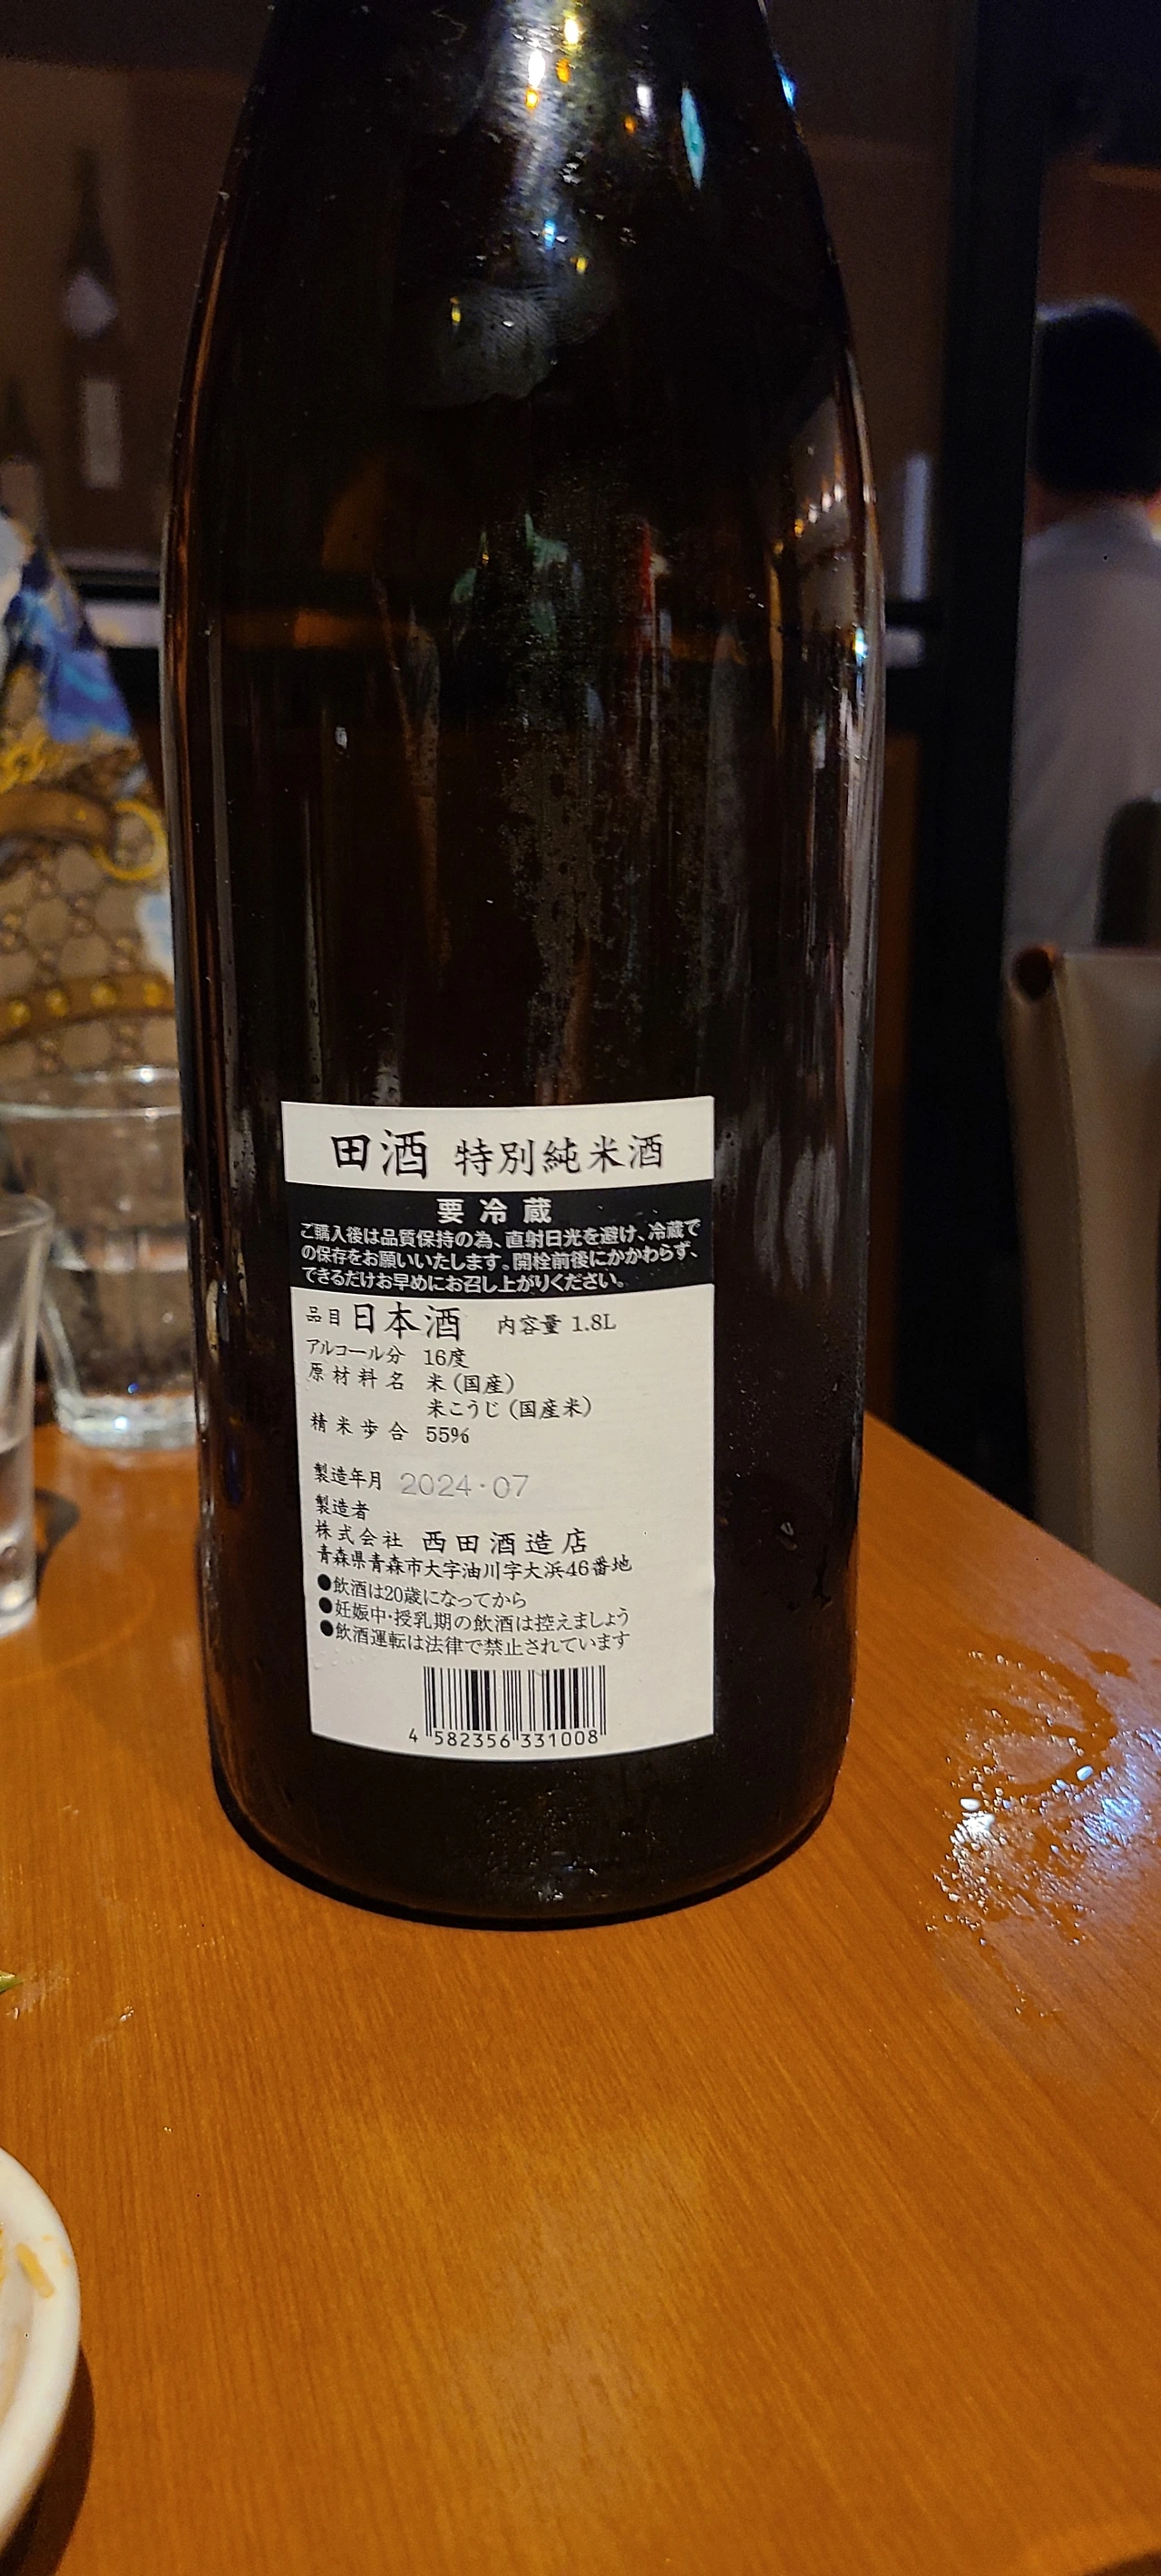 田酒 特別純米酒
要冷蔵
ご購入後は品質保持の為、直射日光を避け、冷蔵で
の保存をお願いいたします。開栓前後にかかわらず、
できるだけお早めにお召し上がりください。
品目 日本酒 内容量 1.8L
アルコール分 16度
原材料名 米(国産)
米こうじ(国産米)
精米歩合 55%
製造年月 2024・07
製造者
株式会社 西田酒造店
青森県青森市大字油川字大浜46番地
●飲酒は20歳になってから
●妊娠中・授乳期の飲酒は控えましょう
●飲酒運転は法律で禁止されています
4 582356 331008